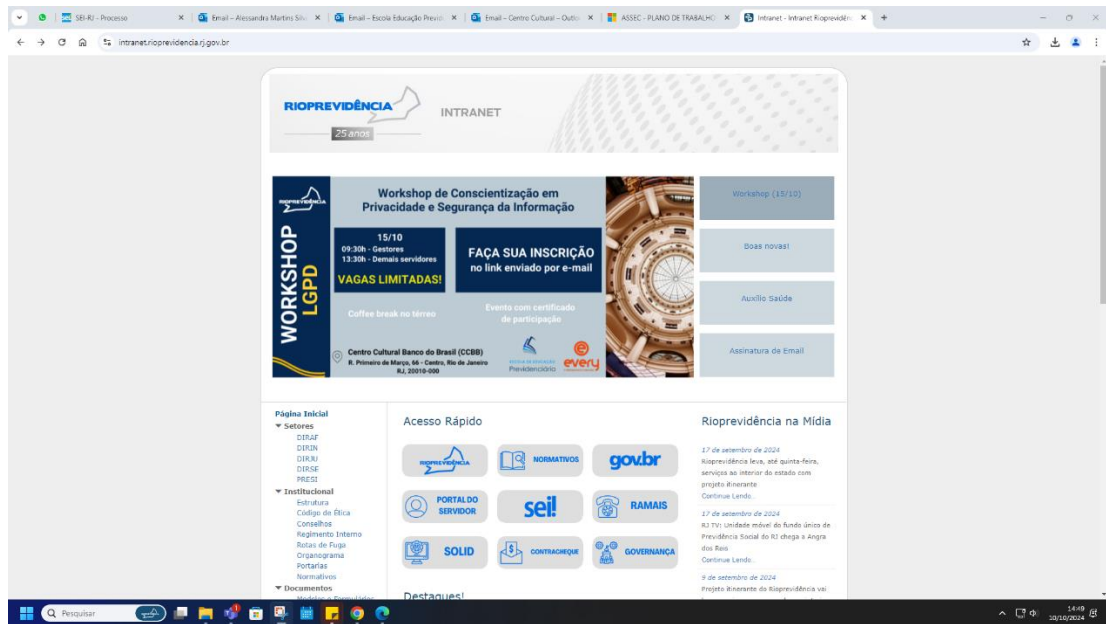 SEI-RJ - Processo
Email – Alessandra Martins Silv
Email – Escola Educação Previd
Email – Centro Cultural – Outlo
ASSEC - PLANO DE TRABALHO
Intranet - Intranet Rioprevidên
intranet.rioprevidencia.rj.gov.br
RIOPREVIDÊNCIA
25 anos
INTRANET
RIOPREVIDÊNCIA
WORKSHOP
LGPD
Workshop de Conscientização em
Privacidade e Segurança da Informação
15/10
09:30h - Gestores
13:30h - Demais servidores
VAGAS LIMITADAS!
FAÇA SUA INSCRIÇÃO
no link enviado por e-mail
Coffee break no térreo
Evento com certificado
de participação
Centro Cultural Banco do Brasil (CCBB)
R. Primeiro de Março, 66 - Centro, Rio de Janeiro
RJ, 20010-000
ESCOLA DE EDUCAÇÃO
Previdenciária
every
Workshop (15/10)
Boas novas!
Auxílio Saúde
Assinatura de Email
Página Inicial
Setores
DIRAF
DIRIN
DIRJU
DIRSE
PRESI
Institucional
Estrutura
Código de Ética
Conselhos
Regimento Interno
Rotas de Fuga
Organograma
Portarias
Normativos
Documentos
Modelos e Formulários
Acesso Rápido
RIOPREVIDÊNCIA
NORMATIVOS
gov.br
PORTAL DO
SERVIDOR
sei!
RAMAIS
SOLID
CONTRACHEQUE
GOVERNANÇA
Destaques!
Rioprevidência na Mídia
17 de setembro de 2024
Rioprevidência leva, até quinta-feira,
serviços ao interior do estado com
projeto itinerante
Continue Lendo..
17 de setembro de 2024
RJ TV: Unidade móvel do fundo único de
Previdência Social do RJ chega a Angra
dos Reis
Continue Lendo..
9 de setembro de 2024
Projeto itinerante do Rioprevidência vai
Pesquisar
14:49
10/10/2024